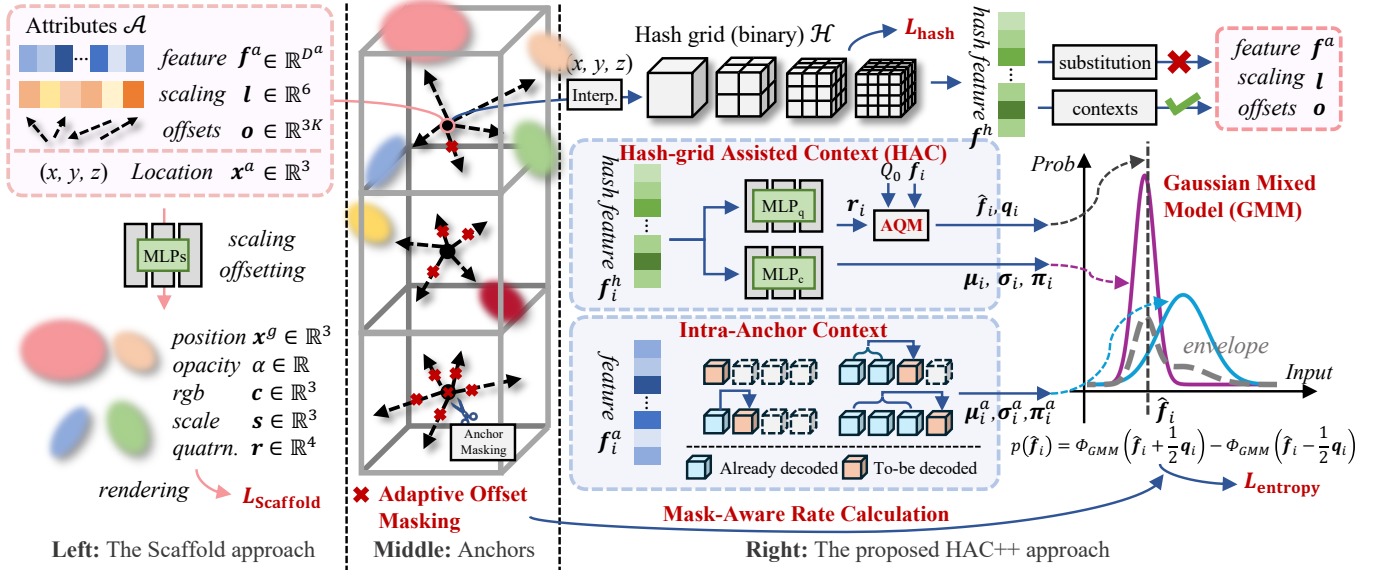 Attributes 𝒜
feature f^a ∈ ℝ^{D^a}
scaling l ∈ ℝ^6
offsets o ∈ ℝ^{3K}
(x, y, z) Location x^a ∈ ℝ^3
MLPs
scaling
offsetting
position x^g ∈ ℝ^3
opacity α ∈ ℝ
rgb c ∈ ℝ^3
scale s ∈ ℝ^3
quatrn. r ∈ ℝ^4
rendering
L_Scaffold
Left: The Scaffold approach
Anchor
Masking
Adaptive Offset
Masking
Middle: Anchors
(x, y, z)
Interp.
Hash grid (binary) ℋ
L_hash
hash feature
f^h
substitution
contexts
feature f^a
scaling l
offsets o
Hash-grid Assisted Context (HAC)
hash feature
f_i^h
MLP_q
MLP_c
r_i
Q_0 f_i
AQM
f̂_i, q_i
μ_i, σ_i, π_i
Intra-Anchor Context
feature
f_i^a
...
Already decoded
To-be decoded
μ_i^a, σ_i^a, π_i^a
Prob
Gaussian Mixed
Model (GMM)
envelope
Input
f̂_i
p(f̂_i) = Φ_GMM (f̂_i + 1/2 q_i) − Φ_GMM (f̂_i − 1/2 q_i)
L_entropy
Mask-Aware Rate Calculation
Right: The proposed HAC++ approach